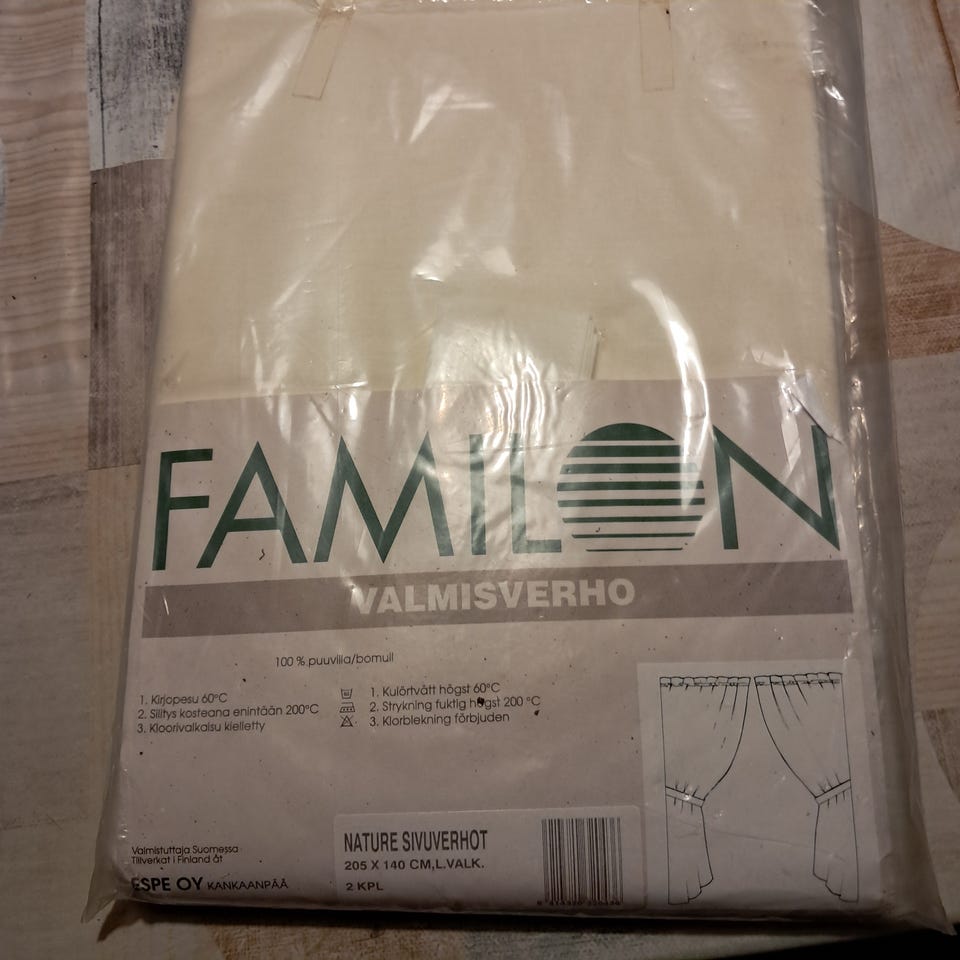 FAMILON
VALMISVERHO
100 % puuvilla/bomull
1. Kirjopesu 60°C
2. Silitys kosteana enintään 200°C
3. Kloorivalkaisu kielletty
1. Kulörtvätt högst 60°C
2. Strykning fuktig högst 200 °C
3. Klorblekning förbjuden
Valmistuttaja Suomessa
Tillverkat i Finland åt
ESPE OY KANKAANPÄÄ
NATURE SIVUVERHOT
205 X 140 CM,L.VALK.
2 KPL